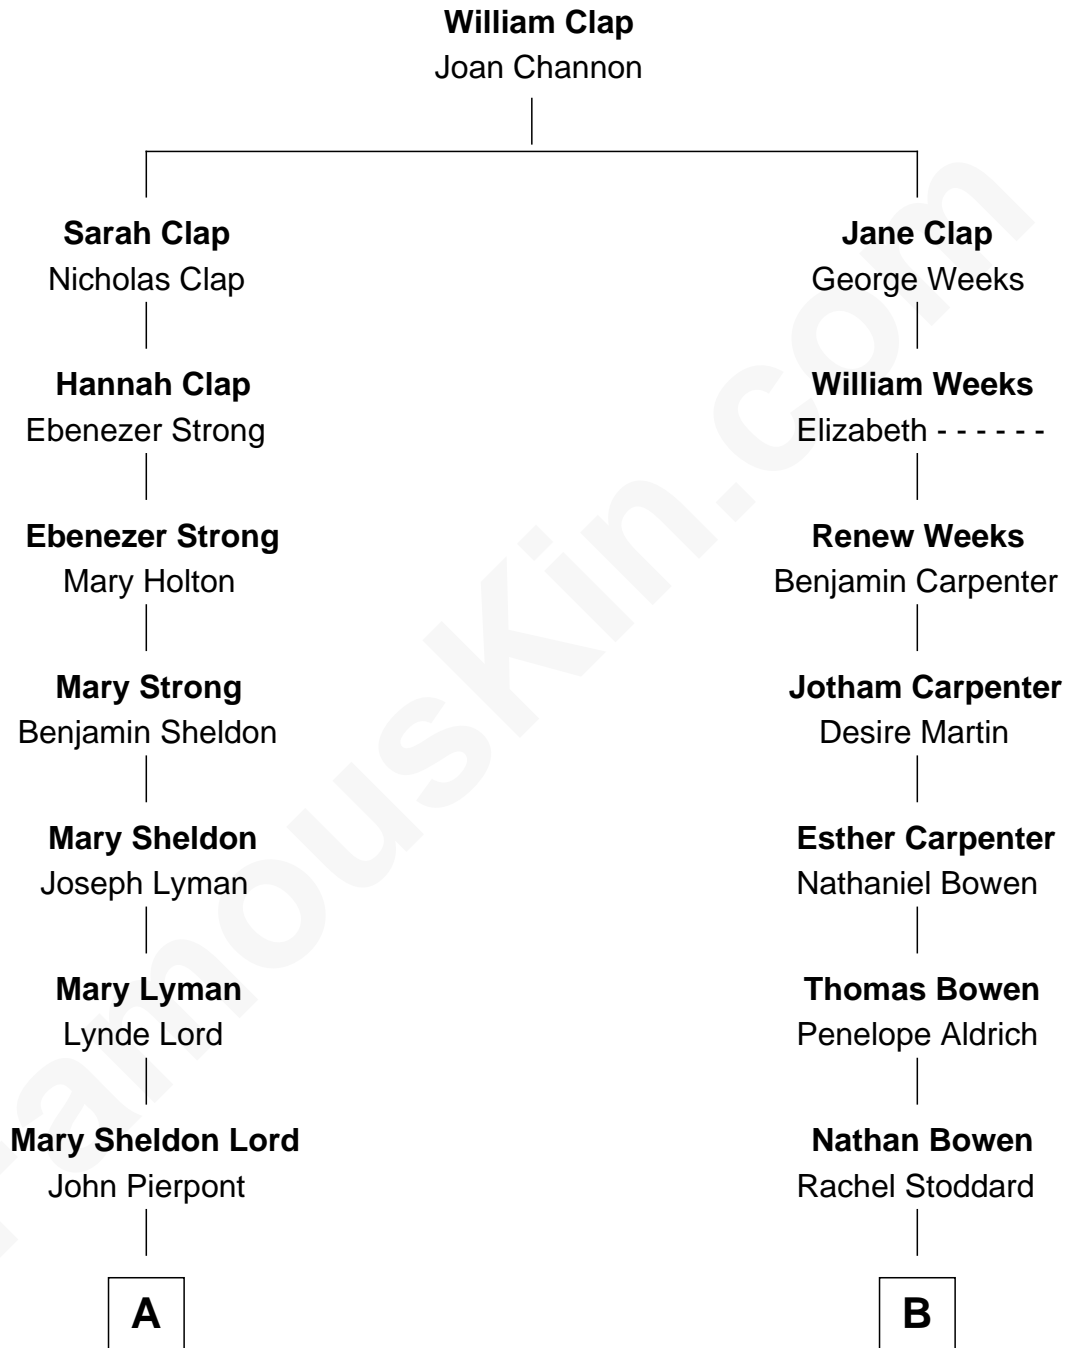 William Clap
Joan Channon
Sarah Clap
Nicholas Clap
Jane Clap
George Weeks
Hannah Clap
Ebenezer Strong
William Weeks
Elizabeth - - - - - -
Ebenezer Strong
Mary Holton
Renew Weeks
Benjamin Carpenter
Mary Strong
Benjamin Sheldon
Jotham Carpenter
Desire Martin
Mary Sheldon
Joseph Lyman
Esther Carpenter
Nathaniel Bowen
Mary Lyman
Lynde Lord
Thomas Bowen
Penelope Aldrich
Mary Sheldon Lord
John Pierpont
Nathan Bowen
Rachel Stoddard
A
B
FamousKin.com